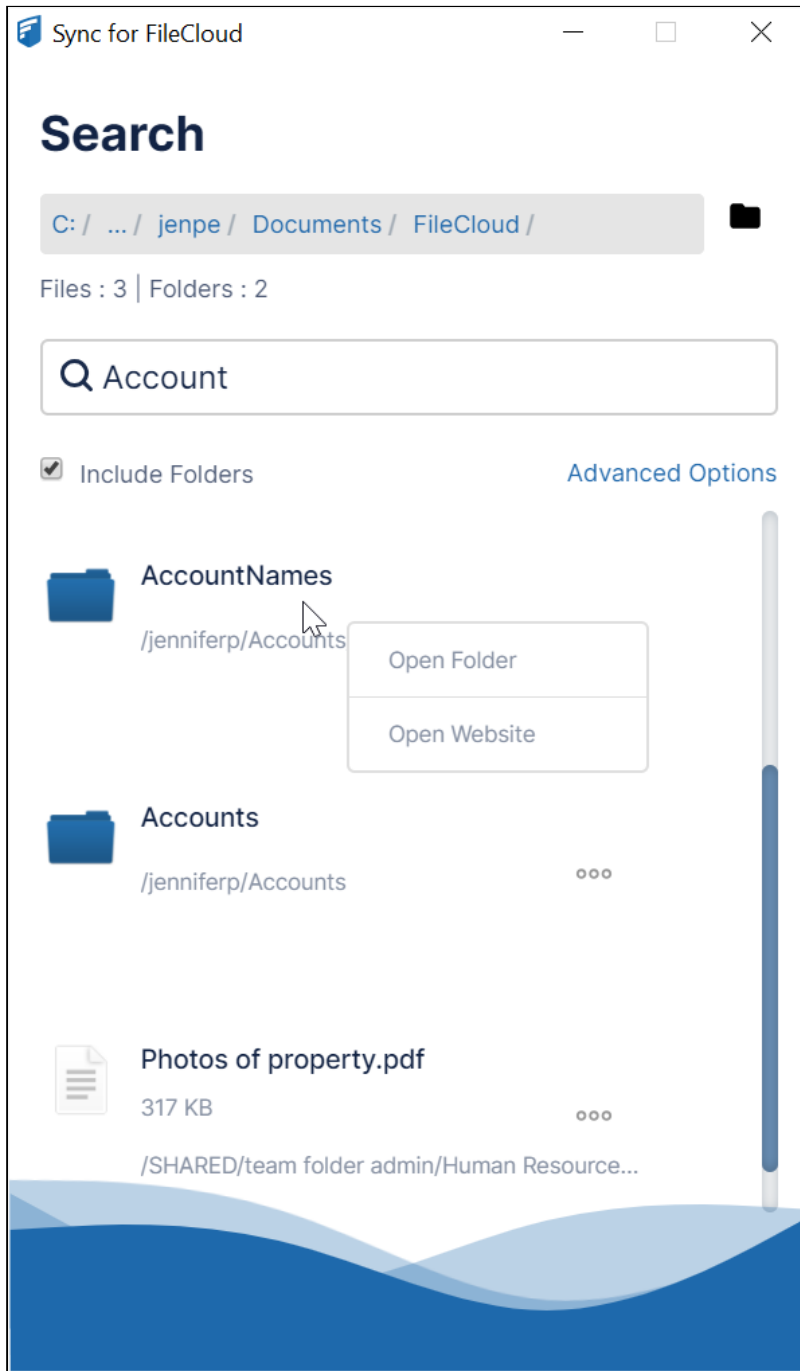 Sync for FileCloud
Search
C: / ... / jenpe / Documents / FileCloud /
Files : 3 | Folders : 2
Account
Include Folders
Advanced Options
AccountNames
/jenniferp/Accounts
Open Folder
Open Website
Accounts
/jenniferp/Accounts
Photos of property.pdf
317 KB
/SHARED/team folder admin/Human Resource...